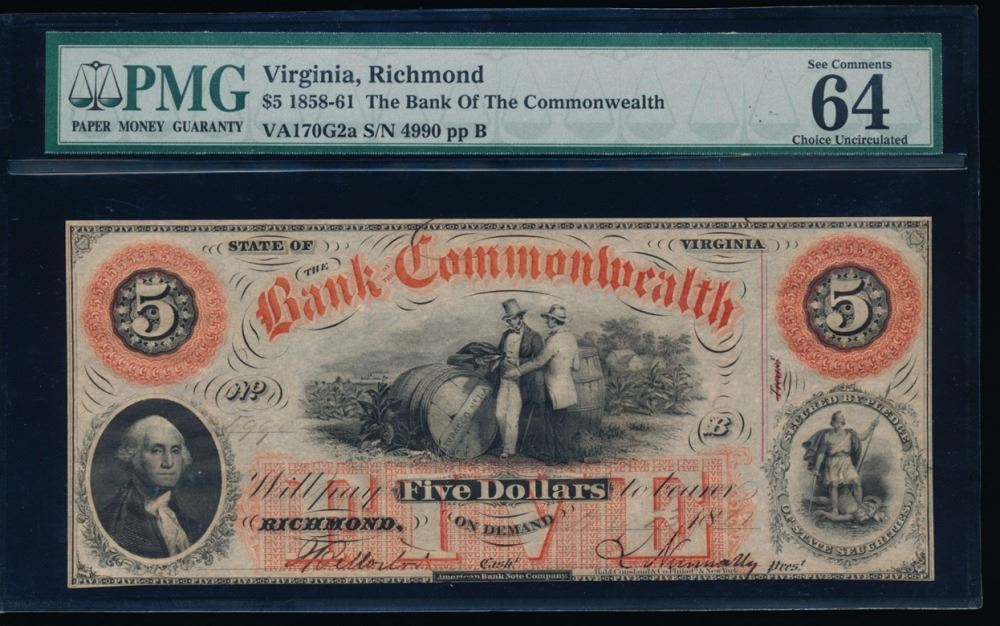 PMG
PAPER MONEY GUARANTY
Virginia, Richmond
$5 1858-61 The Bank Of The Commonwealth
VA170G2a S/N 4990 pp B
See Comments
64
Choice Uncirculated
STATE OF
VIRGINIA
THE
Bank
Commonwealth
5
5
No
B
SECURED BY PLEDGE
OF STATE SECURITIES
Will pay Five Dollars to bearer
RICHMOND.
ON DEMAND
186
FIVE
Cash.r
Pres.t
American Bank Note Company.